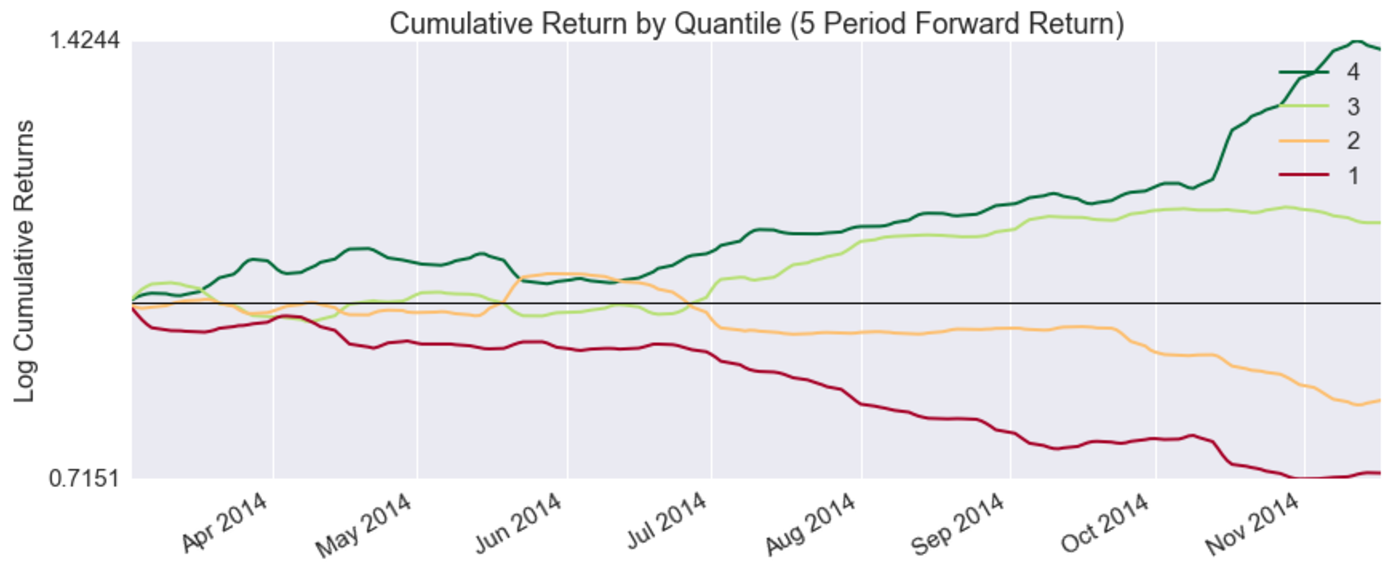 Cumulative Return by Quantile (5 Period Forward Return)
1.4244
4
3
2
1
Log Cumulative Returns
0.7151
Apr 2014
May 2014
Jun 2014
Jul 2014
Aug 2014
Sep 2014
Oct 2014
Nov 2014